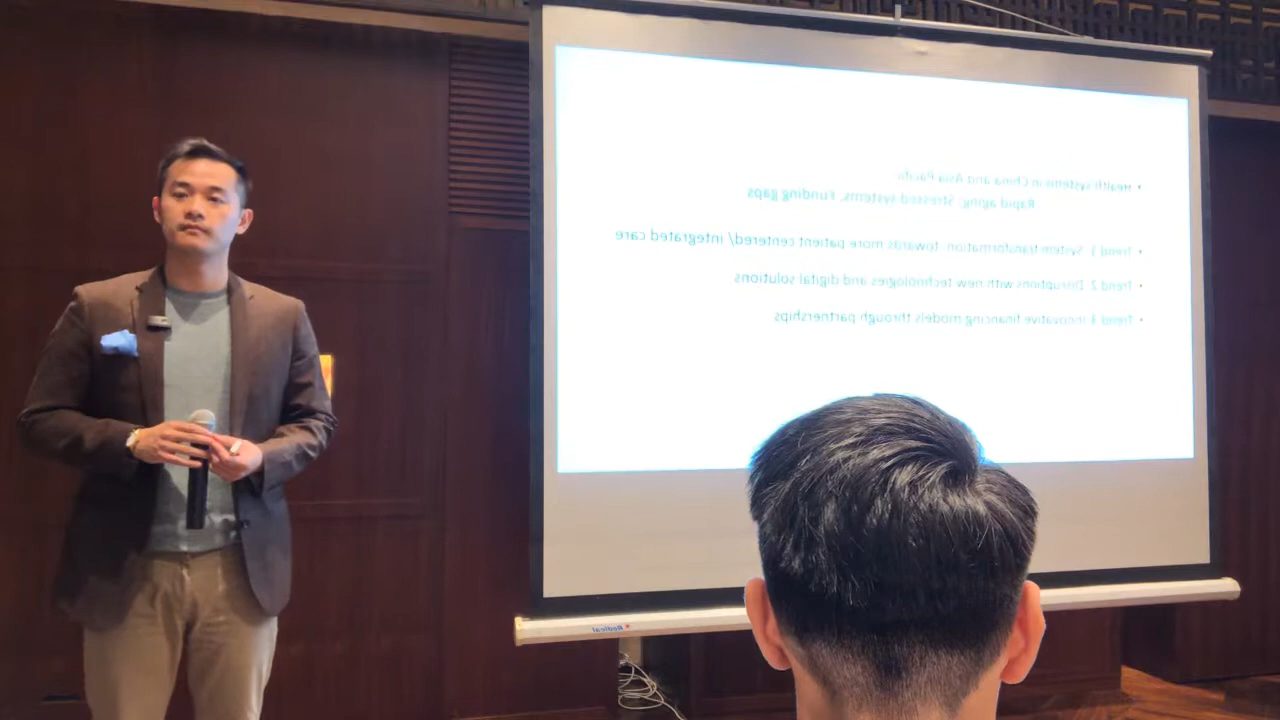 • Health systems in China and Asia Pacific
Rapid aging; Stressed systems, Funding gaps
• Trend 1. System transformation: towards more patient centered/ integrated care
• Trend 2. Disruptions with new technologies and digital solutions
• Trend 3. Innovative financing models through partnerships
Redleaf